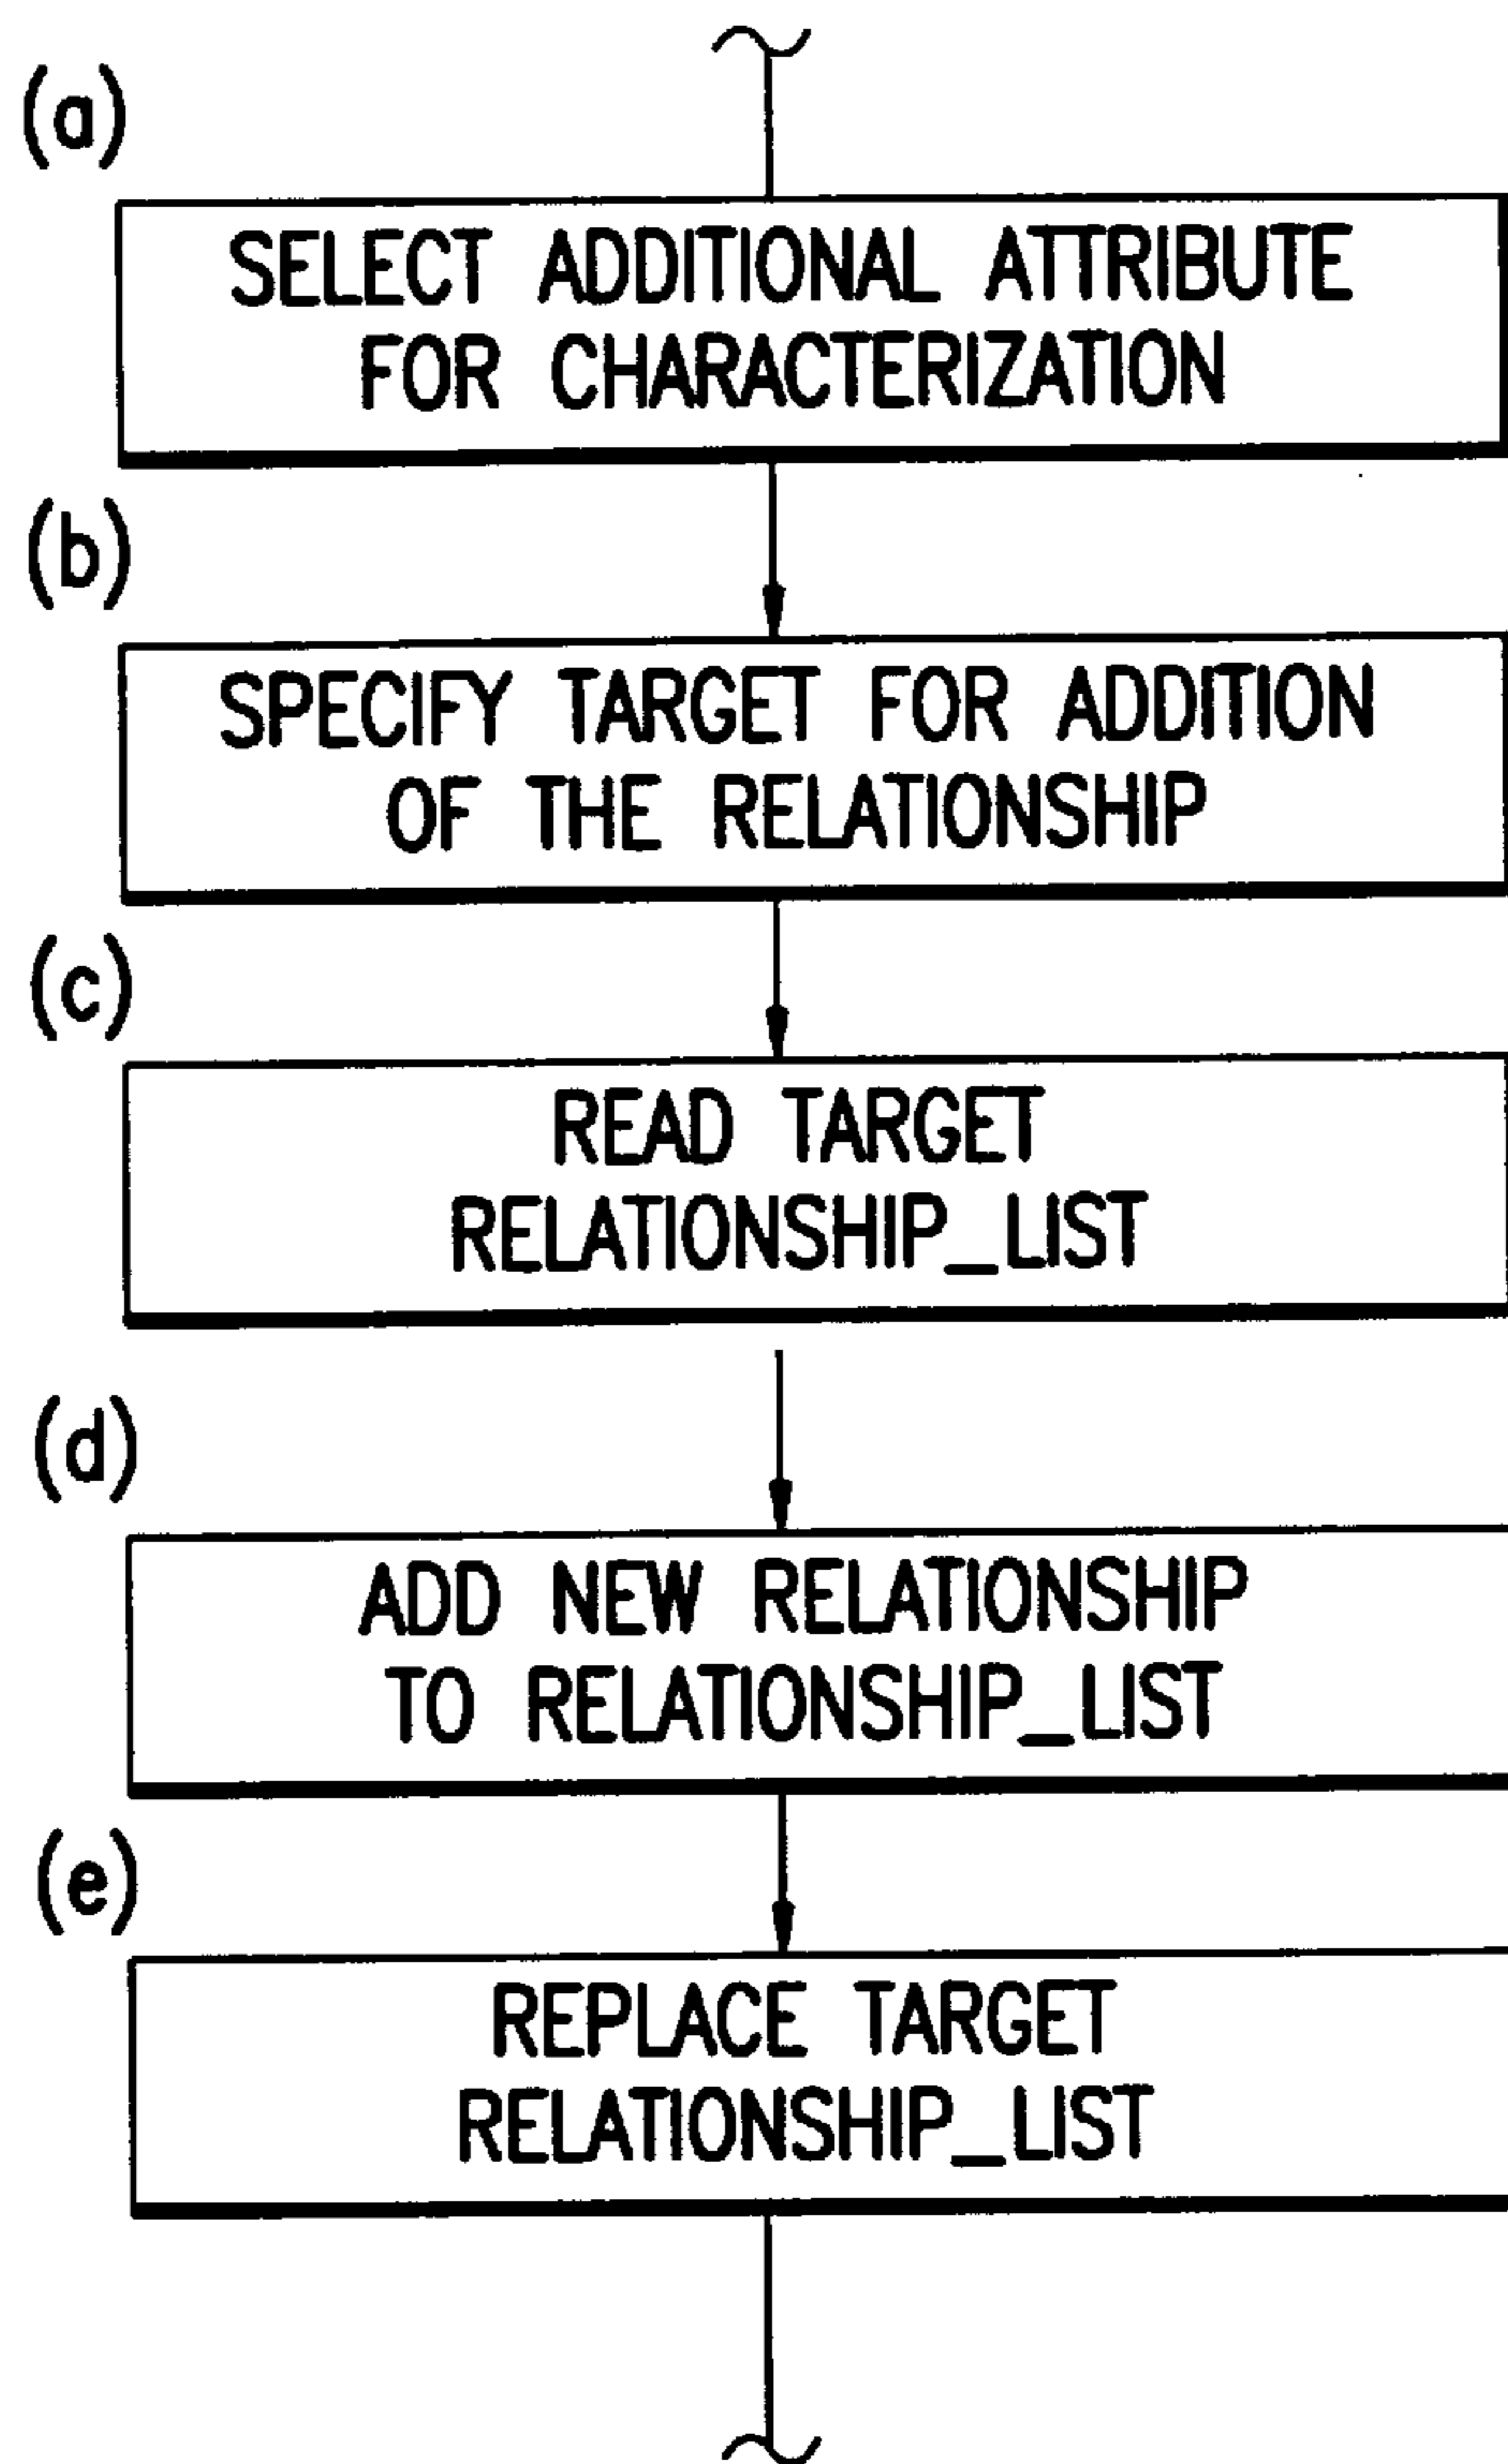 (a)
SELECT ADDITIONAL ATTRIBUTE
FOR CHARACTERIZATION
(b)
SPECIFY TARGET FOR ADDITION
OF THE RELATIONSHIP
(c)
READ TARGET
RELATIONSHIP_LIST
(d)
ADD NEW RELATIONSHIP
TO RELATIONSHIP_LIST
(e)
REPLACE TARGET
RELATIONSHIP_LIST